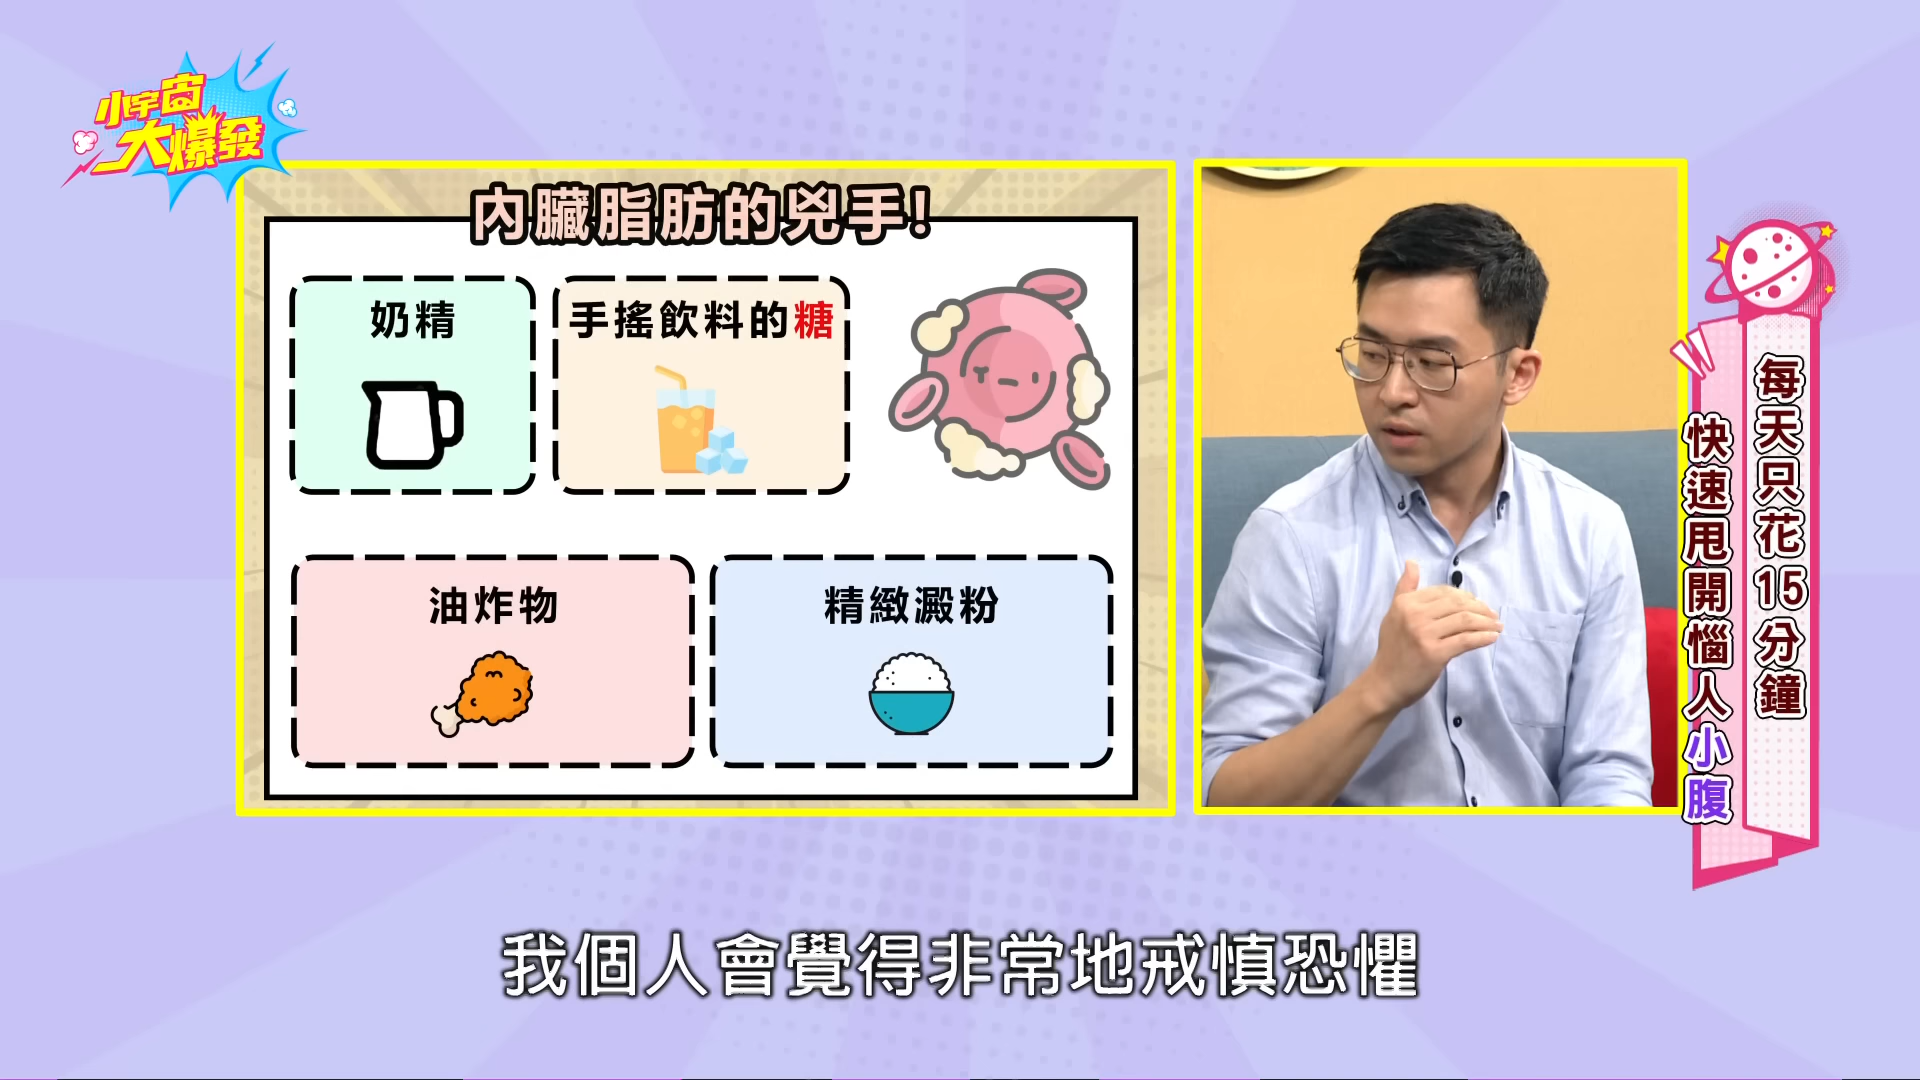 小宇宙
大爆發
內臟脂肪的兇手!
奶精
手搖飲料的糖
油炸物
精緻澱粉
每天只花15分鐘
快速甩開惱人小腹
我個人會覺得非常地戒慎恐懼